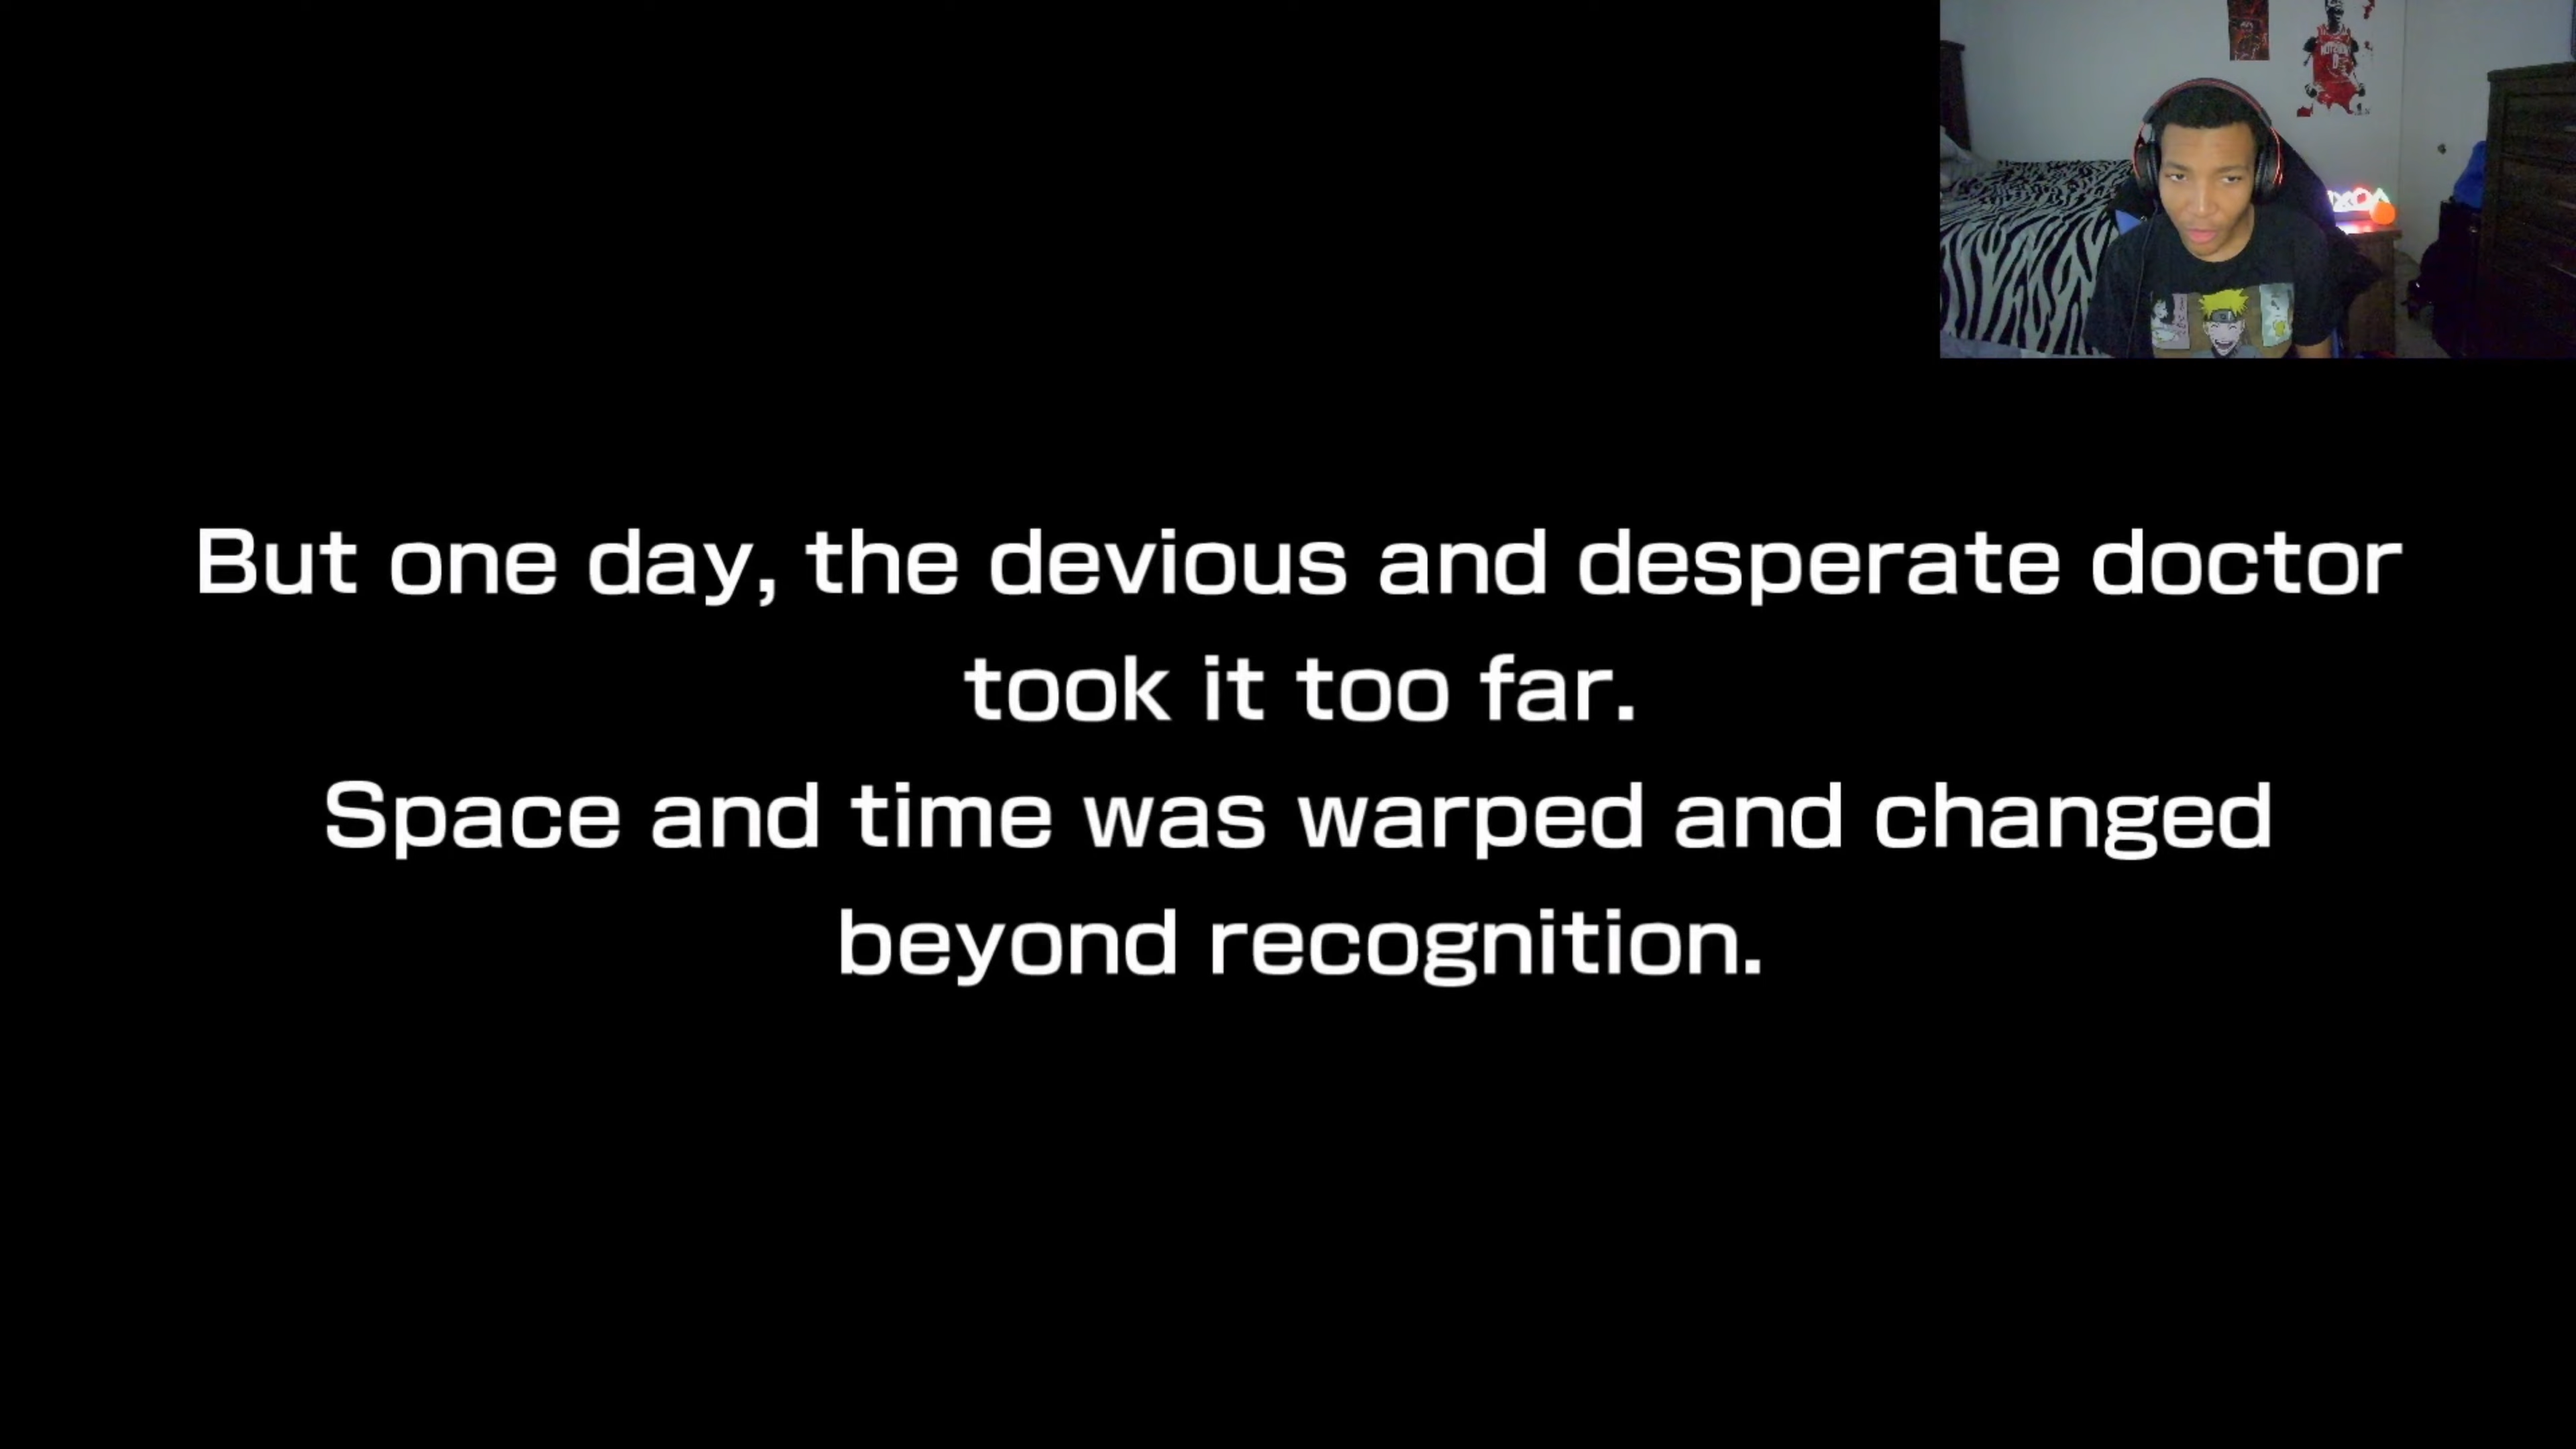 But one day, the devious and desperate doctor
took it too far.
Space and time was warped and changed
beyond recognition.